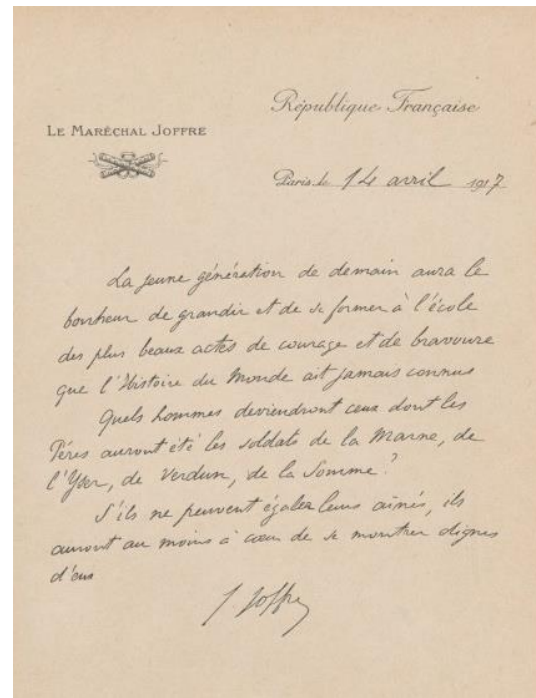 République Française
LE MARÉCHAL JOFFRE
Paris, le 14 avril 1917
La jeune génération de demain aura le
bonheur de grandir et de se former à l'école
des plus beaux actes de courage et de bravoure
que l'Histoire du Monde ait jamais connus
Quels hommes deviendront ceux dont les
Pères auront été les soldats de la Marne, de
l'Yser, de Verdun, de la Somme ?
S'ils ne peuvent égaler leurs aînés, ils
auront au moins à cœur de se montrer dignes
d'eux
J Joffre